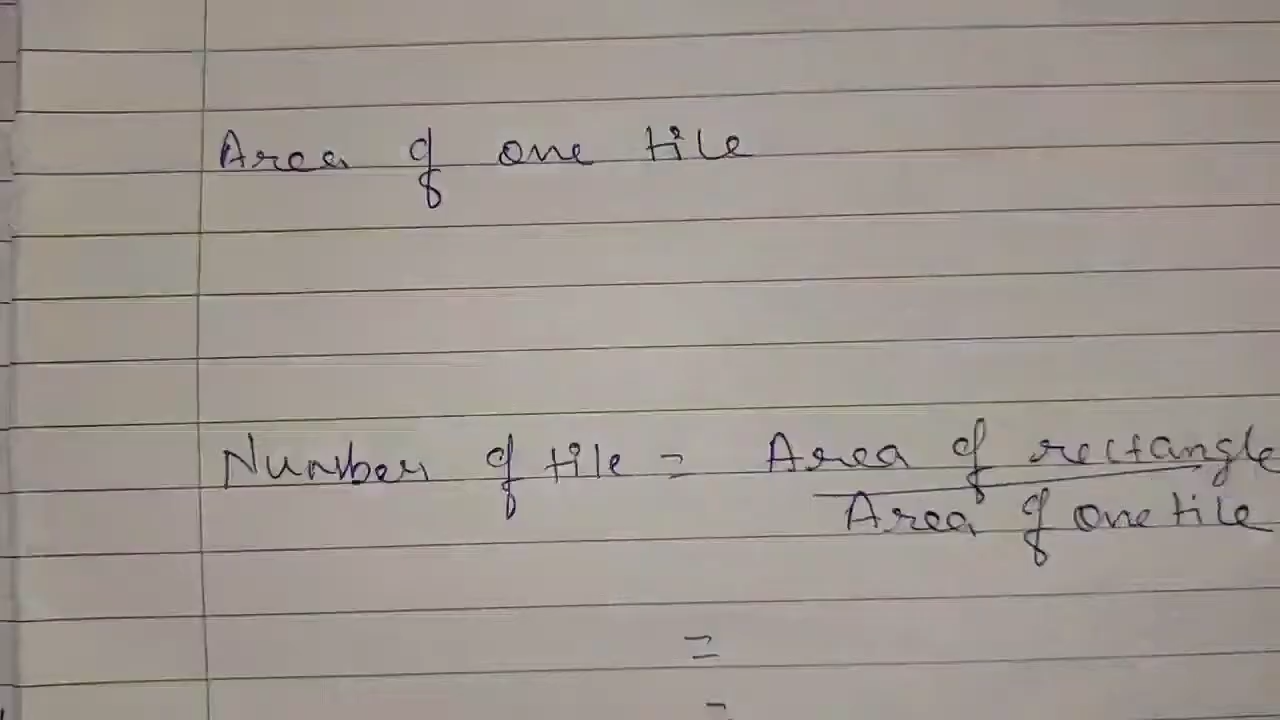 Area of one tile
Number of tile = Area of rectangle
Area of one tile
=
=